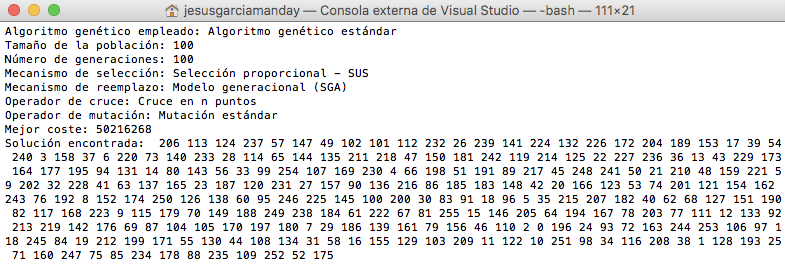 jesusgarciamanday — Consola externa de Visual Studio — -bash — 111×21
Algoritmo genético empleado: Algoritmo genético estándar
Tamaño de la población: 100
Número de generaciones: 100
Mecanismo de selección: Selección proporcional - SUS
Mecanismo de reemplazo: Modelo generacional (SGA)
Operador de cruce: Cruce en n puntos
Operador de mutación: Mutación estándar
Mejor coste: 50216268
Solución encontrada:  206 113 124 237 57 147 49 102 101 112 232 26 239 141 224 132 226 172 204 189 153 17 39 54
 240 3 158 37 6 220 73 140 233 28 114 65 144 135 211 218 47 150 181 242 119 214 125 22 227 236 36 13 43 229 173
 164 177 195 94 131 14 80 143 56 33 99 254 107 169 230 4 66 198 51 191 89 217 45 248 241 50 21 210 48 159 221 5
9 202 32 228 41 63 137 165 23 187 120 231 27 157 90 136 216 86 185 183 148 42 20 166 123 53 74 201 121 154 162
243 76 192 8 152 174 250 126 138 60 95 246 225 145 100 200 30 83 91 18 96 5 35 215 207 182 40 62 68 127 151 190
 82 117 168 223 9 115 179 70 149 188 249 238 184 61 222 67 81 255 15 146 205 64 194 167 78 203 77 111 12 133 92
 213 219 142 176 69 87 104 105 170 197 180 7 29 186 139 161 79 156 46 110 2 0 196 24 93 72 163 244 253 106 97 1
18 245 84 19 212 199 171 55 130 44 108 134 31 58 16 155 129 103 209 11 122 10 251 98 34 116 208 38 1 128 193 25
 71 160 247 75 85 234 178 88 235 109 252 52 175